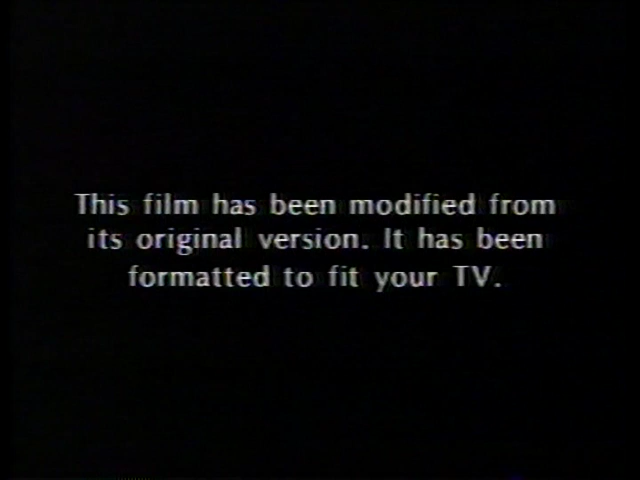 This film has been modified from
its original version. It has been
formatted to fit your TV.